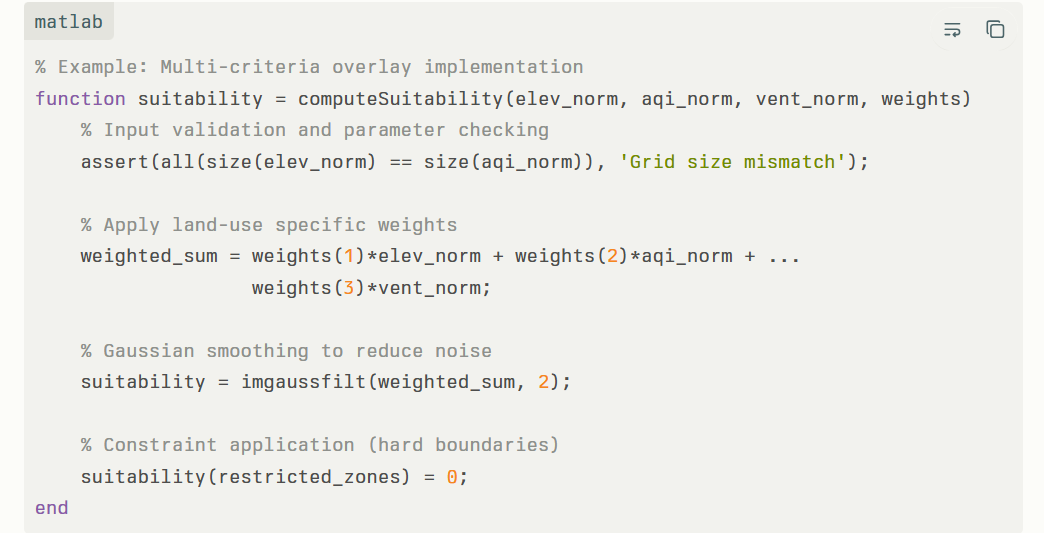 matlab
% Example: Multi-criteria overlay implementation
function suitability = computeSuitability(elev_norm, aqi_norm, vent_norm, weights)
    % Input validation and parameter checking
    assert(all(size(elev_norm) == size(aqi_norm)), 'Grid size mismatch');

    % Apply land-use specific weights
    weighted_sum = weights(1)*elev_norm + weights(2)*aqi_norm + ...
                   weights(3)*vent_norm;

    % Gaussian smoothing to reduce noise
    suitability = imgaussfilt(weighted_sum, 2);

    % Constraint application (hard boundaries)
    suitability(restricted_zones) = 0;
end